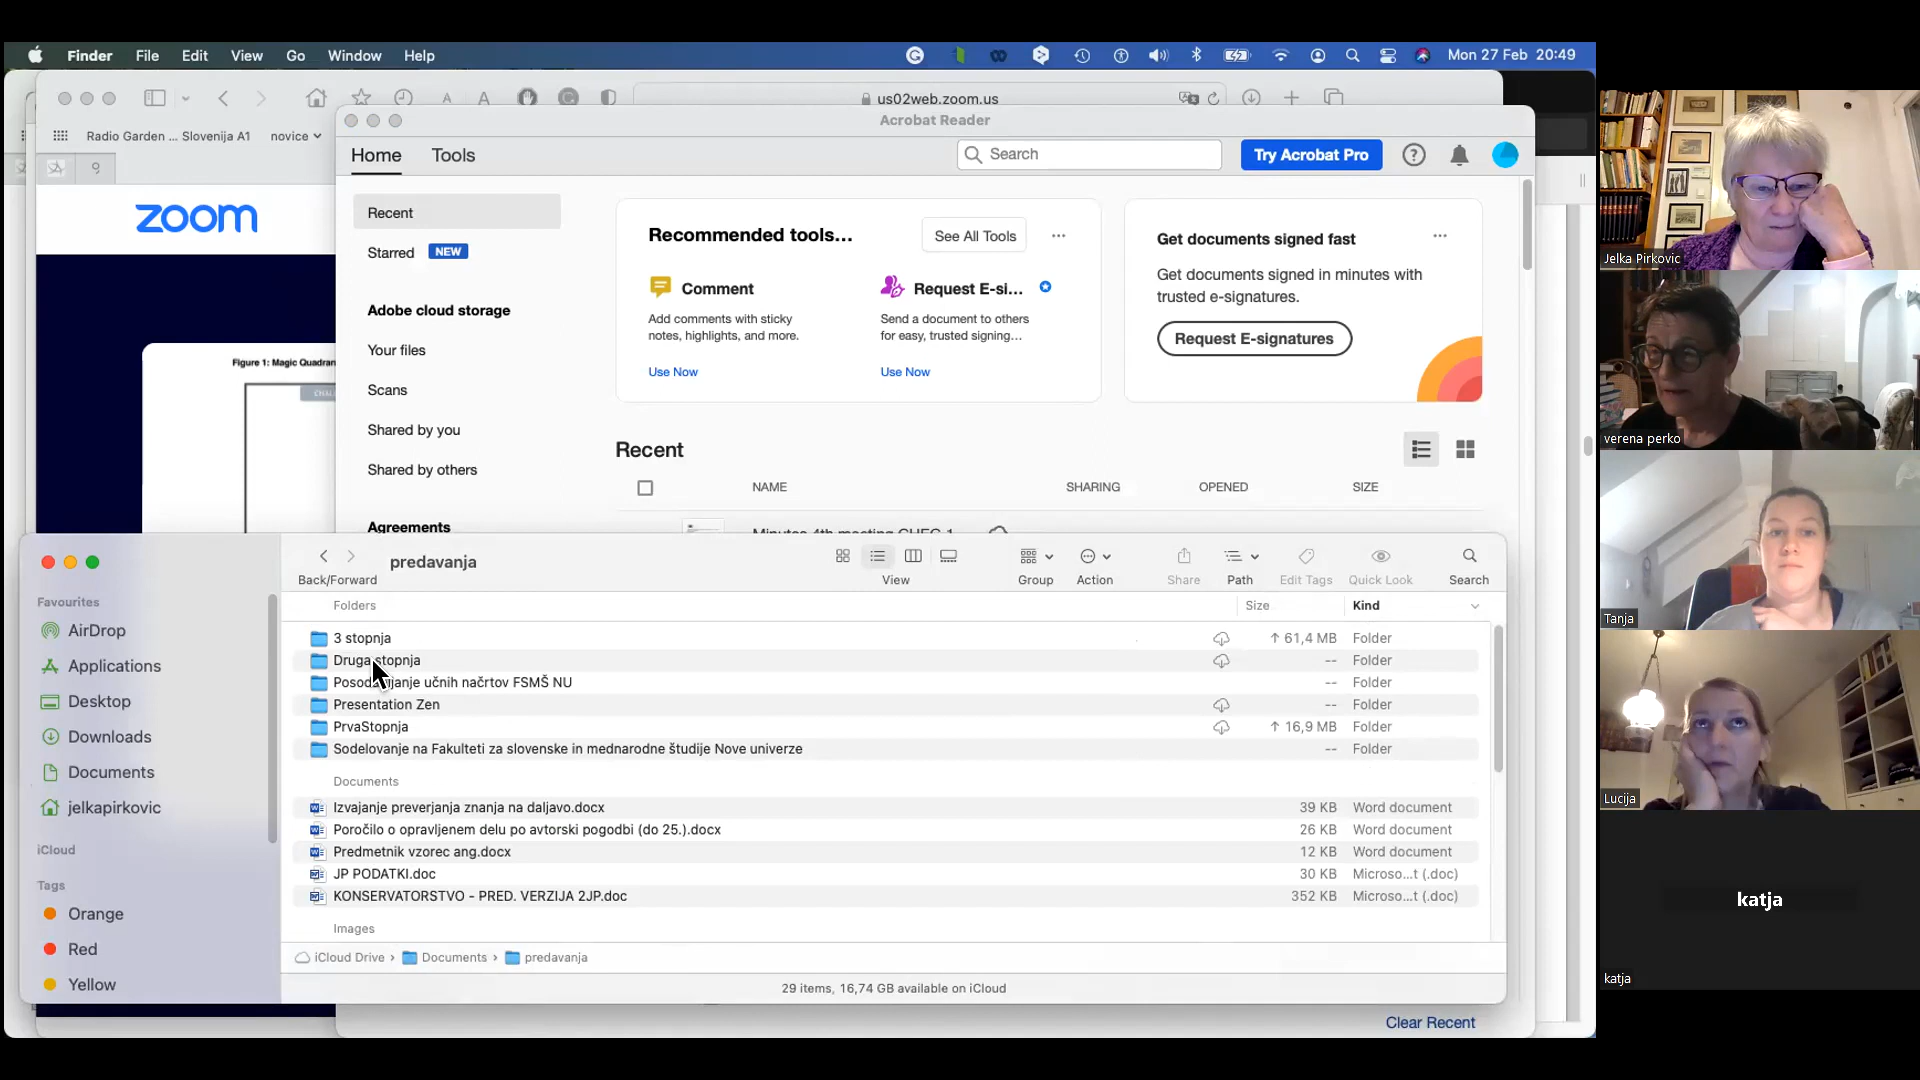 Finder File Edit View Go Window Help
Mon 27 Feb 20:49
us02web.zoom.us
Radio Garden ... Slovenija A1 novice
Acrobat Reader
Home Tools
Search
Try Acrobat Pro
zoom
Figure 1: Magic Quadran
Recent
Starred NEW
Adobe cloud storage
Your files
Scans
Shared by you
Shared by others
Agreements
Recommended tools...
See All Tools
Comment
Add comments with sticky
notes, highlights, and more.
Use Now
Request E-si...
Send a document to others
for easy, trusted signing...
Use Now
Get documents signed fast
Get documents signed in minutes with
trusted e-signatures.
Request E-signatures
Recent
NAME SHARING OPENED SIZE
Minutes 4th meeting CHEG 1
predavanja
Back/Forward
View
Group
Action
Share
Path
Edit Tags
Quick Look
Search
Favourites
AirDrop
Applications
Desktop
Downloads
Documents
jelkapirkovic
iCloud
Tags
Orange
Red
Yellow
Folders Size Kind
3 stopnja ↑ 61,4 MB Folder
Druga stopnja -- Folder
učnih načrtov FSMŠ NU -- Folder
Presentation Zen -- Folder
PrvaStopnja ↑ 16,9 MB Folder
Sodelovanje na Fakulteti za slovenske in mednarodne študije Nove univerze -- Folder
Documents
Izvajanje preverjanja znanja na daljavo.docx 39 KB Word document
Poročilo o opravljenem delu po avtorski pogodbi (do 25.).docx 26 KB Word document
Predmetnik vzorec ang.docx 12 KB Word document
JP PODATKI.doc 30 KB Microso...t (.doc)
KONSERVATORSTVO - PRED. VERZIJA 2JP.doc 352 KB Microso...t (.doc)
Images
iCloud Drive › Documents › predavanja
29 items, 16,74 GB available on iCloud
Clear Recent
Jelka Pirkovic
verena perko
Tanja
Lucija
katja
katja